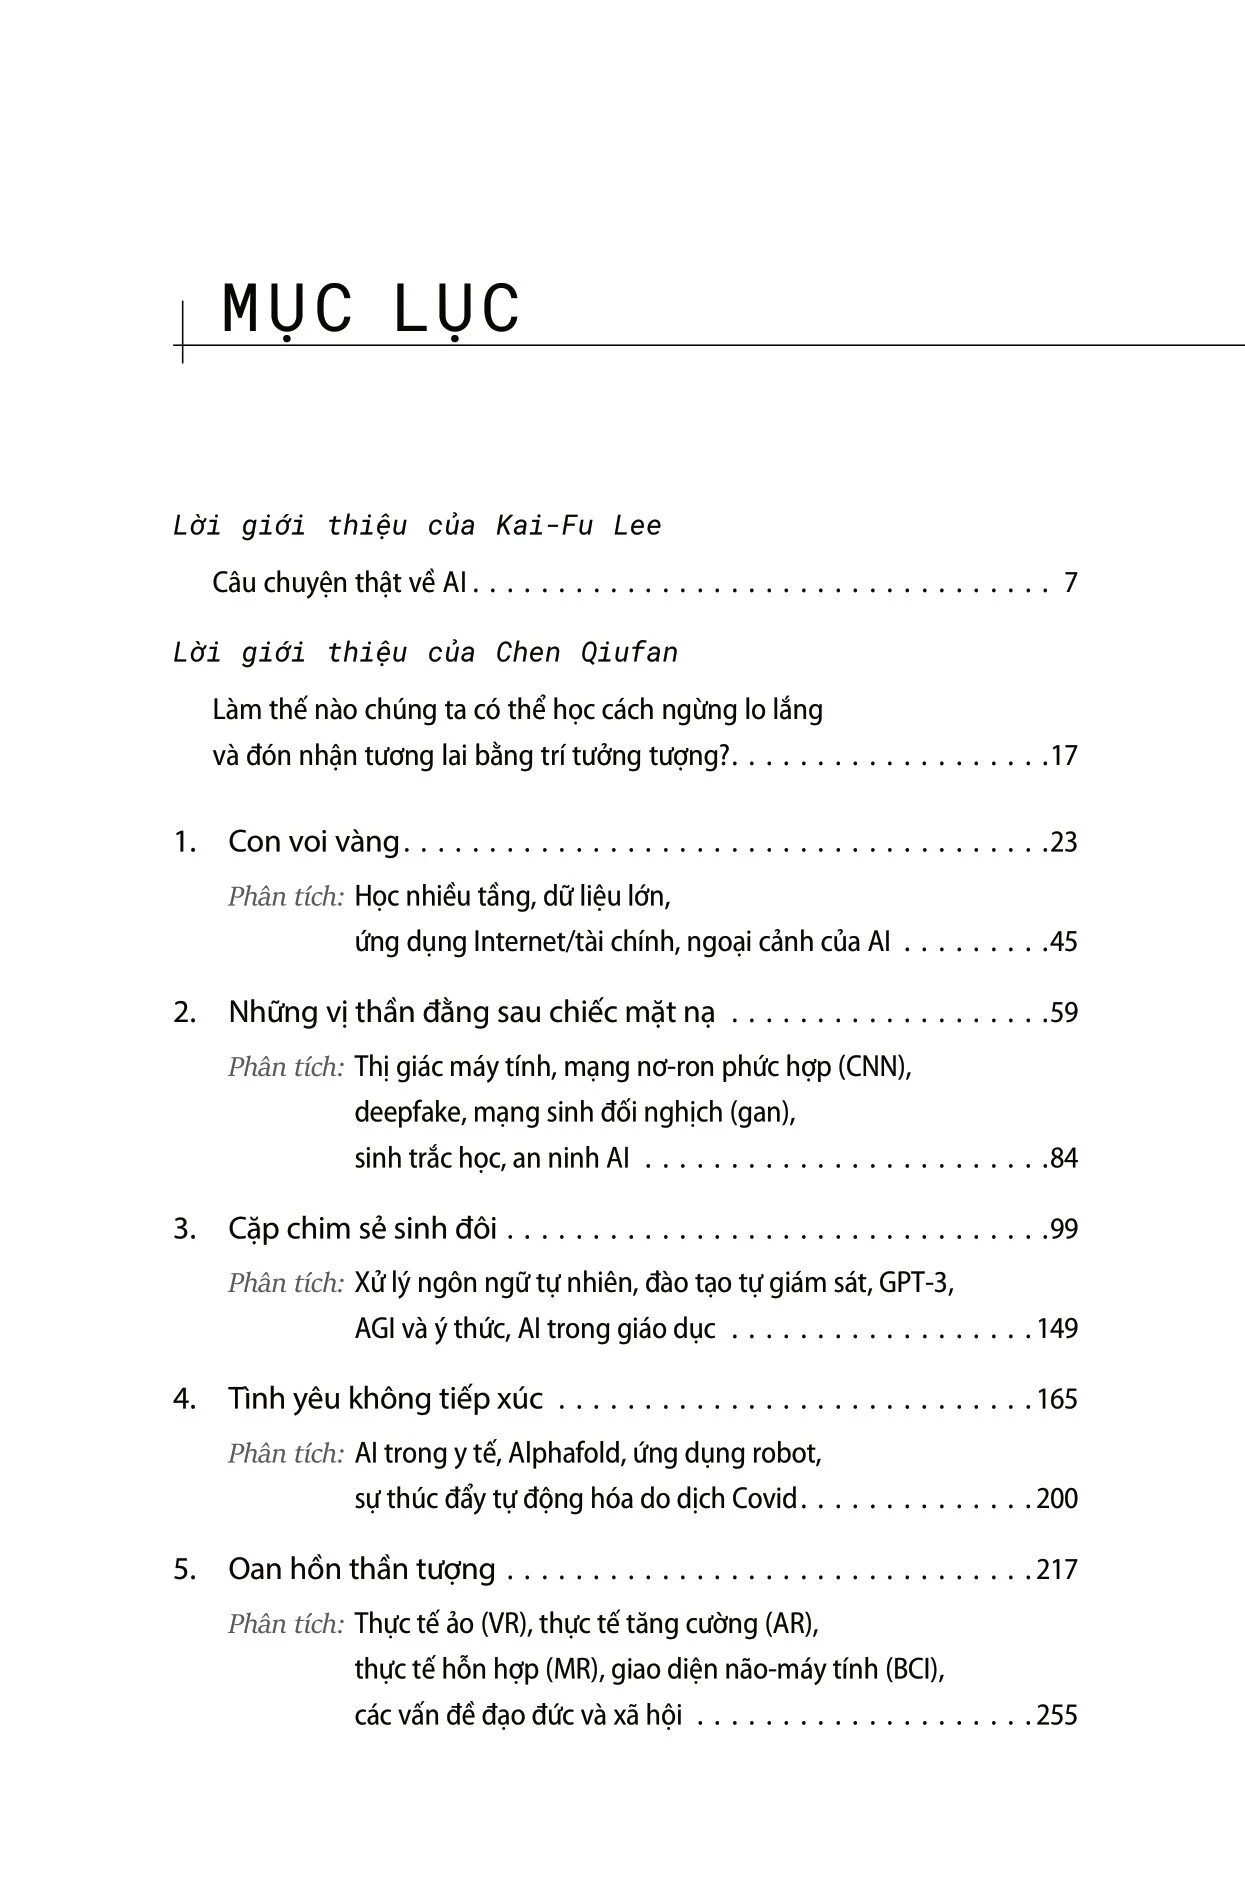 MỤC LỤC
Lời giới thiệu của Kai-Fu Lee
Câu chuyện thật về AI . . . . . . . . . . . . . . . . . . . . . . . . . . . . . . . . . . 7
Lời giới thiệu của Chen Qiufan
Làm thế nào chúng ta có thể học cách ngừng lo lắng
và đón nhận tương lai bằng trí tưởng tượng? . . . . . . . . . . . . . . . . . . . 17
1. Con voi vàng . . . . . . . . . . . . . . . . . . . . . . . . . . . . . . . . . . . . . . 23
Phân tích: Học nhiều tầng, dữ liệu lớn,
ứng dụng Internet/tài chính, ngoại cảnh của AI . . . . . . . . . 45
2. Những vị thần đằng sau chiếc mặt nạ . . . . . . . . . . . . . . . . . . . 59
Phân tích: Thị giác máy tính, mạng nơ-ron phức hợp (CNN),
deepfake, mạng sinh đối nghịch (gan),
sinh trắc học, an ninh AI . . . . . . . . . . . . . . . . . . . . . . . . 84
3. Cặp chim sẻ sinh đôi . . . . . . . . . . . . . . . . . . . . . . . . . . . . . . . . 99
Phân tích: Xử lý ngôn ngữ tự nhiên, đào tạo tự giám sát, GPT-3,
AGI và ý thức, AI trong giáo dục . . . . . . . . . . . . . . . . . . 149
4. Tình yêu không tiếp xúc . . . . . . . . . . . . . . . . . . . . . . . . . . . . 165
Phân tích: AI trong y tế, Alphafold, ứng dụng robot,
sự thúc đẩy tự động hóa do dịch Covid . . . . . . . . . . . . . . 200
5. Oan hồn thần tượng . . . . . . . . . . . . . . . . . . . . . . . . . . . . . . . 217
Phân tích: Thực tế ảo (VR), thực tế tăng cường (AR),
thực tế hỗn hợp (MR), giao diện não-máy tính (BCI),
các vấn đề đạo đức và xã hội . . . . . . . . . . . . . . . . . . . . 255